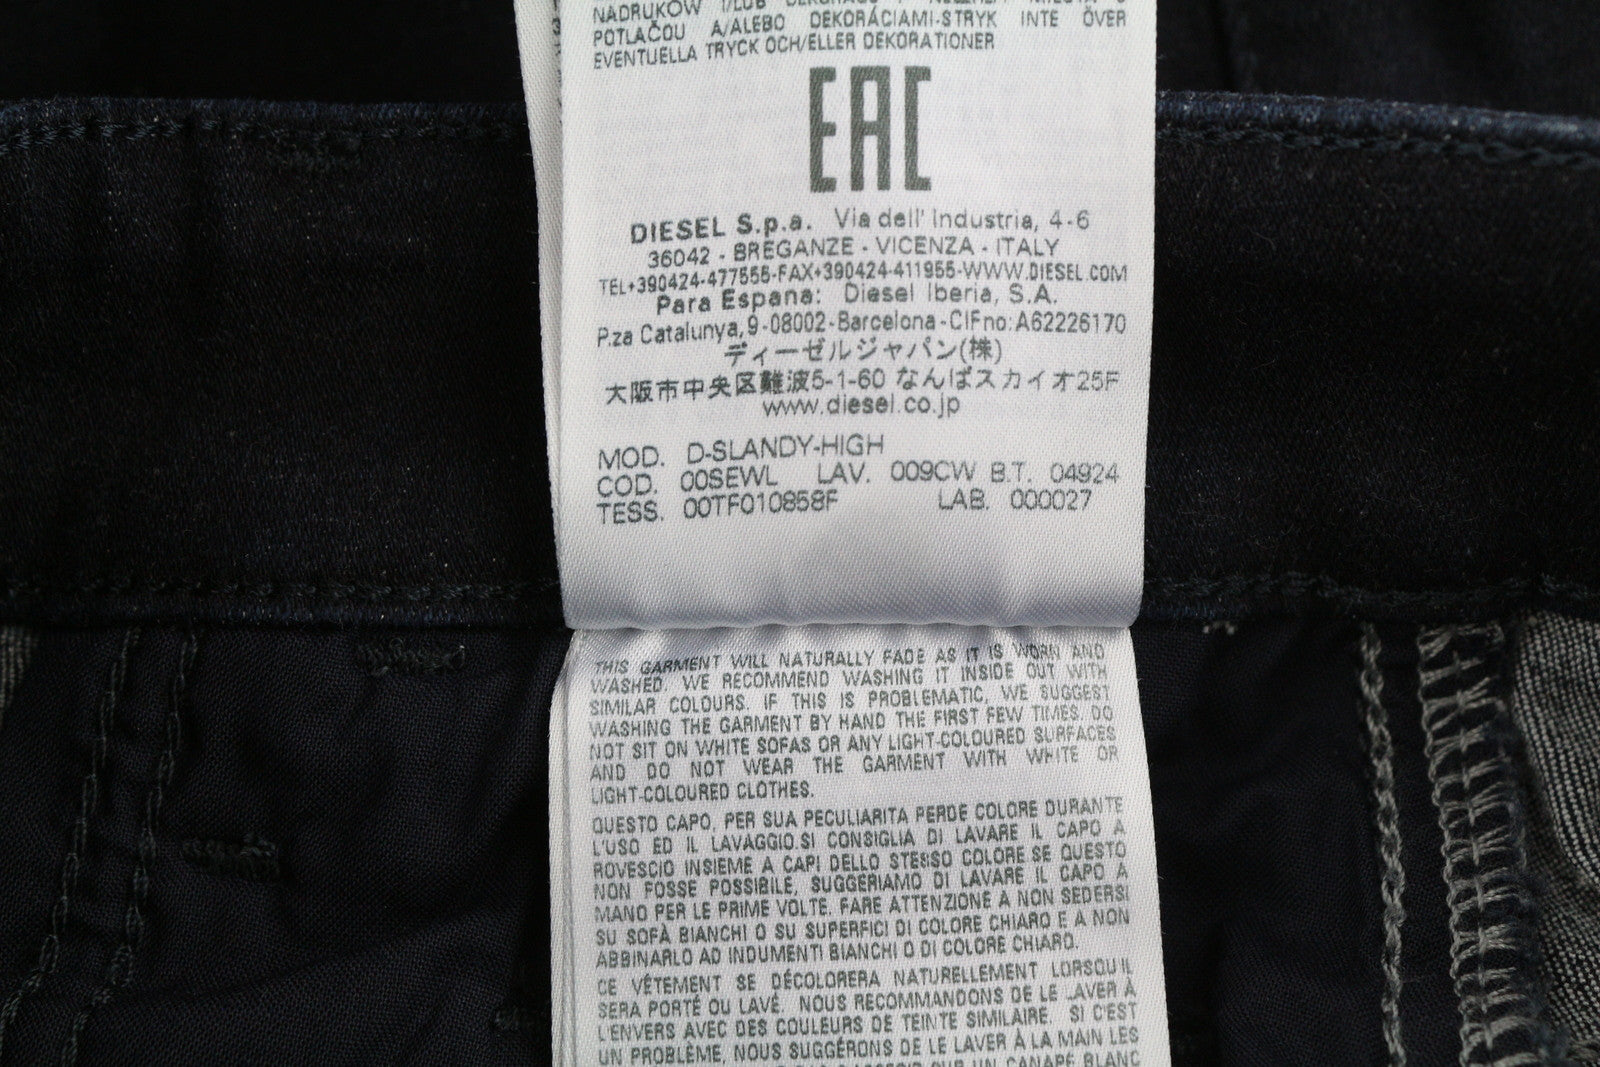 NADRUKÓW I/LUB
POTLAČOU A/ALEBO DEKORÁCIAMI-STRYK INTE ÖVER
EVENTUELLA TRYCK OCH/ELLER DEKORATIONER
EAC
DIESEL S.p.a. Via dell' Industria, 4-6
36042 - BREGANZE - VICENZA - ITALY
TEL+390424-477555-FAX+390424-411955-WWW.DIESEL.COM
Para Espana: Diesel Iberia, S.A.
P.za Catalunya, 9-08002-Barcelona-CIFno:A62226170
ディーゼルジャパン(株)
大阪市中央区難波5-1-60 なんばスカイオ25F
www.diesel.co.jp
MOD. D-SLANDY-HIGH
COD. 00SEWL LAV. 009CW B.T. 04924
TESS. 00TF010858F LAB. 000027
THIS GARMENT WILL NATURALLY FADE AS IT IS WORN AND
WASHED. WE RECOMMEND WASHING IT INSIDE OUT WITH
SIMILAR COLOURS. IF THIS IS PROBLEMATIC, WE SUGGEST
WASHING THE GARMENT BY HAND THE FIRST FEW TIMES. DO
NOT SIT ON WHITE SOFAS OR ANY LIGHT-COLOURED SURFACES
AND DO NOT WEAR THE GARMENT WITH WHITE OR
LIGHT-COLOURED CLOTHES.
QUESTO CAPO, PER SUA PECULIARITA PERDE COLORE DURANTE
L'USO ED IL LAVAGGIO.SI CONSIGLIA DI LAVARE IL CAPO A
ROVESCIO INSIEME A CAPI DELLO STESSO COLORE.SE QUESTO
NON FOSSE POSSIBILE, SUGGERIAMO DI LAVARE IL CAPO A
MANO PER LE PRIME VOLTE. FARE ATTENZIONE A NON SEDERSI
SU SOFÀ BIANCHI O SU SUPERFICI DI COLORE CHIARO E A NON
ABBINARLO AD INDUMENTI BIANCHI O DI COLORE CHIARO.
CE VÊTEMENT SE DÉCOLORERA NATURELLEMENT LORSQU'IL
SERA PORTÉ OU LAVÉ. NOUS RECOMMANDONS DE LE LAVER À
L'ENVERS AVEC DES COULEURS DE TEINTE SIMILAIRE. SI C'EST
UN PROBLÈME, NOUS SUGGÉRONS DE LE LAVER À LA MAIN LES
SUR UN CANAPÉ BLANC